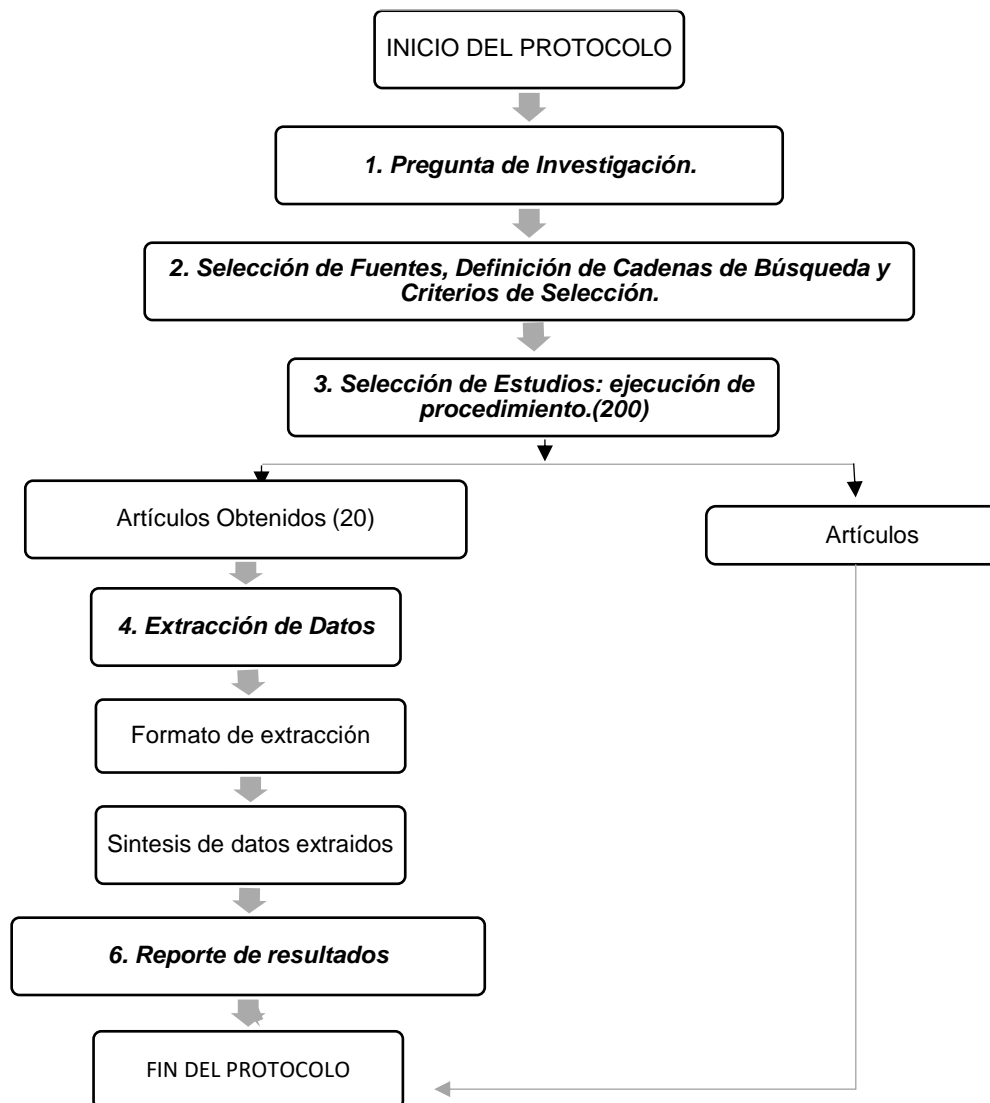 INICIO DEL PROTOCOLO
1. Pregunta de Investigación.
2. Selección de Fuentes, Definición de Cadenas de Búsqueda y
Criterios de Selección.
3. Selección de Estudios: ejecución de
procedimiento.(200)
Artículos Obtenidos (20)
Artículos
4. Extracción de Datos
Formato de extracción
Sintesis de datos extraidos
6. Reporte de resultados
FIN DEL PROTOCOLO